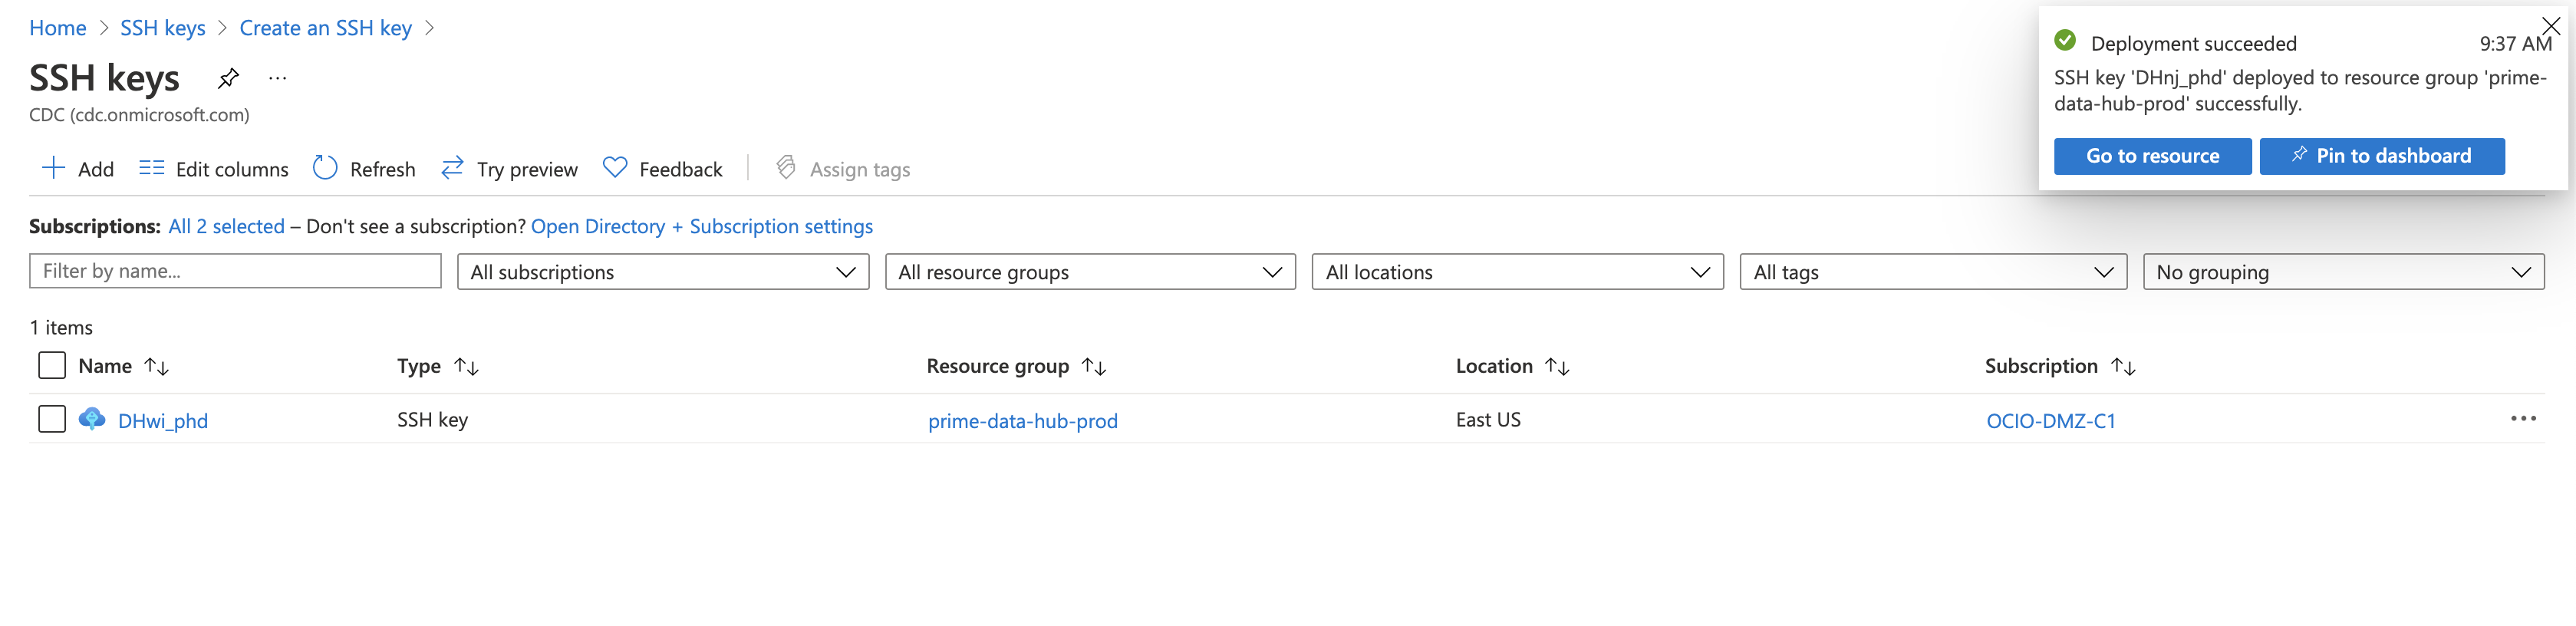 Home > SSH keys > Create an SSH key >
SSH keys ...
CDC (cdc.onmicrosoft.com)
Add Edit columns Refresh Try preview Feedback Assign tags
Subscriptions: All 2 selected – Don't see a subscription? Open Directory + Subscription settings
Filter by name... All subscriptions All resource groups All locations All tags No grouping
1 items
Name Type Resource group Location Subscription
DHwi_phd SSH key prime-data-hub-prod East US OCIO-DMZ-C1 ...
Deployment succeeded 9:37 AM
SSH key 'DHnj_phd' deployed to resource group 'prime-
data-hub-prod' successfully.
Go to resource Pin to dashboard